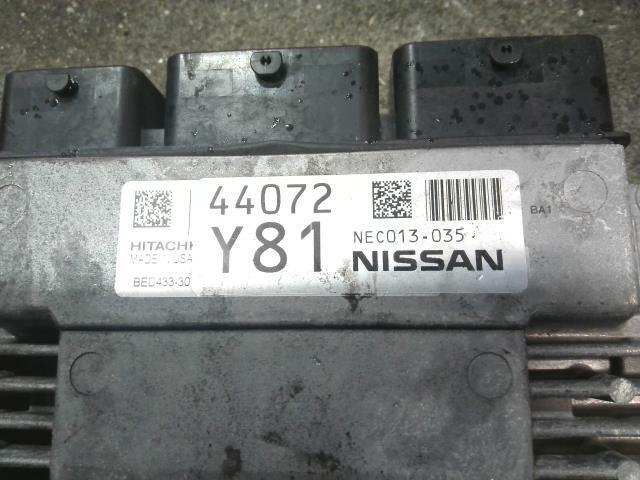 44072
Y81
HITACHI
MADE IN USA
BED433-30
NEC013-035
NISSAN
BA1